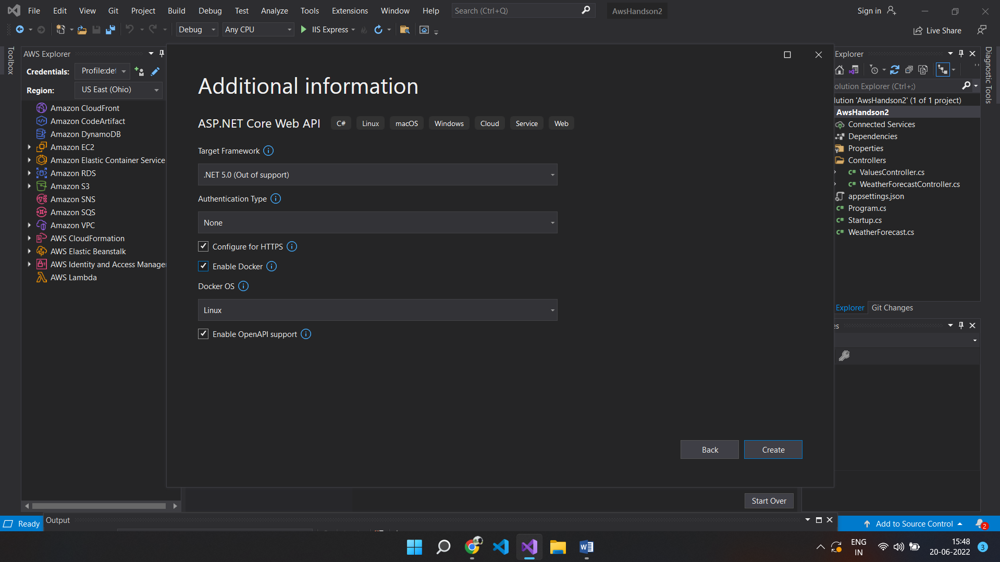 File Edit View Git Project Build Debug Test Analyze Tools Extensions Window Help Search (Ctrl+Q) AwsHandson2 Sign in
Debug Any CPU IIS Express Live Share
Toolbox
AWS Explorer
Credentials: Profile:def
Region: US East (Ohio)
Amazon CloudFront
Amazon CodeArtifact
Amazon DynamoDB
Amazon EC2
Amazon Elastic Container Service
Amazon RDS
Amazon S3
Amazon SNS
Amazon SQS
Amazon VPC
AWS CloudFormation
AWS Elastic Beanstalk
AWS Identity and Access Manager
AWS Lambda
Additional information
ASP.NET Core Web API C# Linux macOS Windows Cloud Service Web
Target Framework
.NET 5.0 (Out of support)
Authentication Type
None
Configure for HTTPS
Enable Docker
Docker OS
Linux
Enable OpenAPI support
Back Create
Start Over
Explorer
olution Explorer (Ctrl+;)
lution 'AwsHandson2' (1 of 1 project)
AwsHandson2
Connected Services
Dependencies
Properties
Controllers
C# ValuesController.cs
C# WeatherForecastController.cs
appsettings.json
C# Program.cs
C# Startup.cs
C# WeatherForecast.cs
Explorer Git Changes
es
Diagnostic Tools
Output
Ready Add to Source Control 2
ENG
IN
15:48
20-06-2022
3